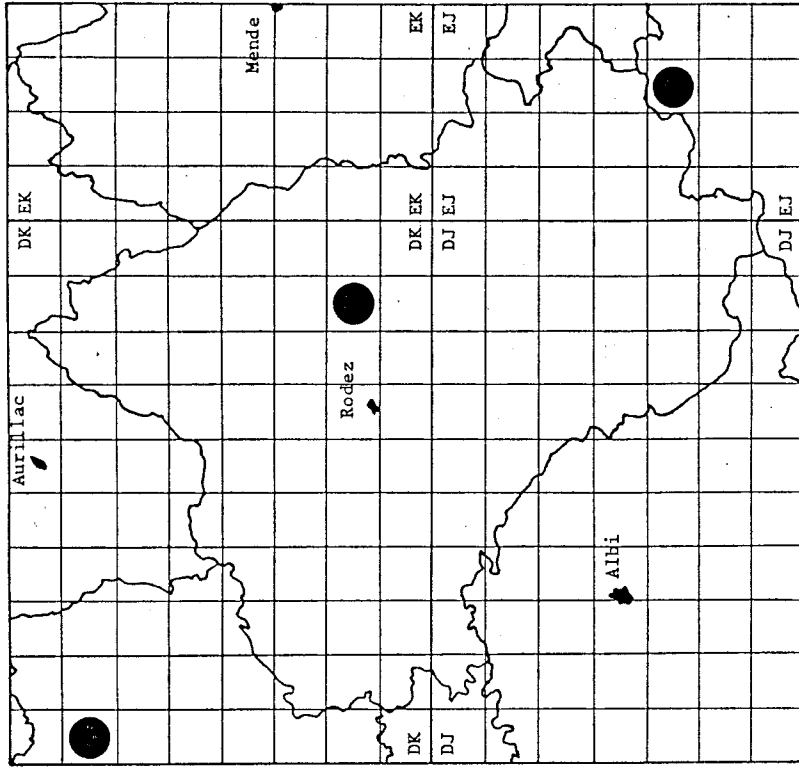 Aurillac
DK EK
Mende
Rodez
DK DK EK EK
DJ DJ EJ EJ
Albi
DJ EJ